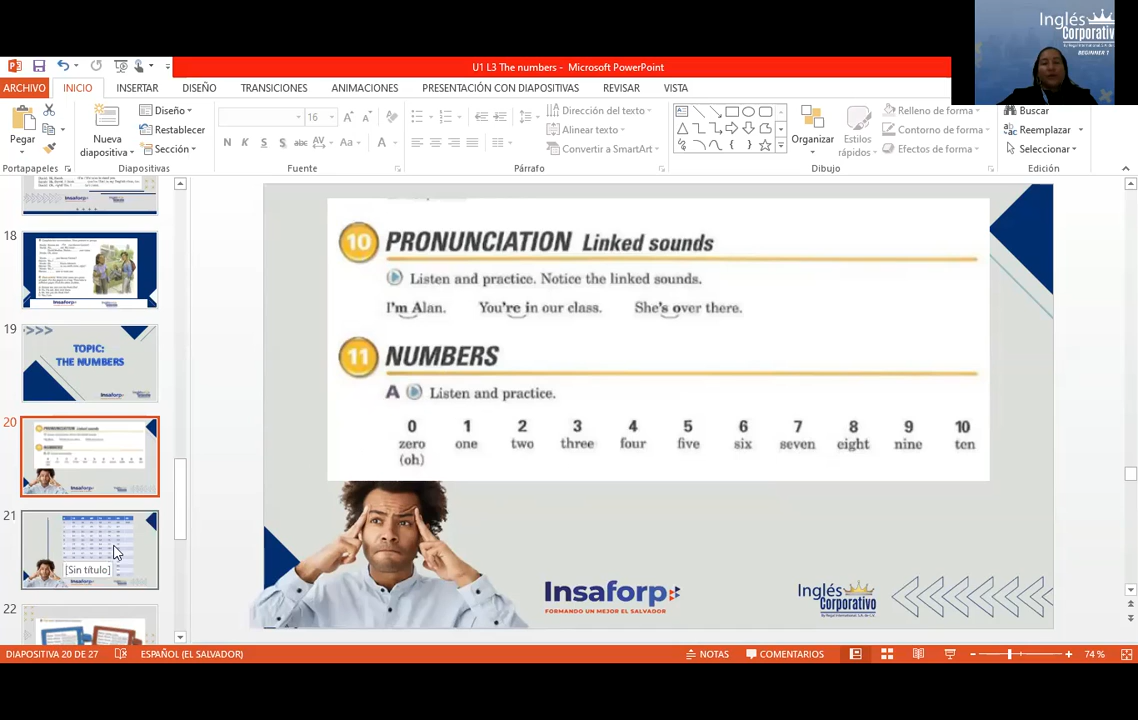 Inglés
Corporativo
BEGINNER 1
U1 L3 The numbers - Microsoft PowerPoint
ARCHIVO INICIO INSERTAR DISEÑO TRANSICIONES ANIMACIONES PRESENTACIÓN CON DIAPOSITIVAS REVISAR VISTA
Pegar
Nueva
diapositiva
Diseño
Restablecer
Sección
16
N K S S abc AV Aa A
Dirección del texto
Alinear texto
Convertir a SmartArt
Organizar
Estilos
rápidos
Relleno de forma
Contorno de forma
Efectos de forma
Buscar
Reemplazar
Seleccionar
Portapapeles Diapositivas Fuente Párrafo Dibujo Edición
18
19
TOPIC:
THE NUMBERS
20
21
[Sin título]
22
10 PRONUNCIATION Linked sounds
Listen and practice. Notice the linked sounds.
I'm Alan. You're in our class. She's over there.
11 NUMBERS
A Listen and practice.
0 1 2 3 4 5 6 7 8 9 10
zero one two three four five six seven eight nine ten
(oh)
Insaforp
FORMANDO UN MEJOR EL SALVADOR
Inglés
Corporativo
DIAPOSITIVA 20 DE 27 ESPAÑOL (EL SALVADOR) NOTAS COMENTARIOS 74 %